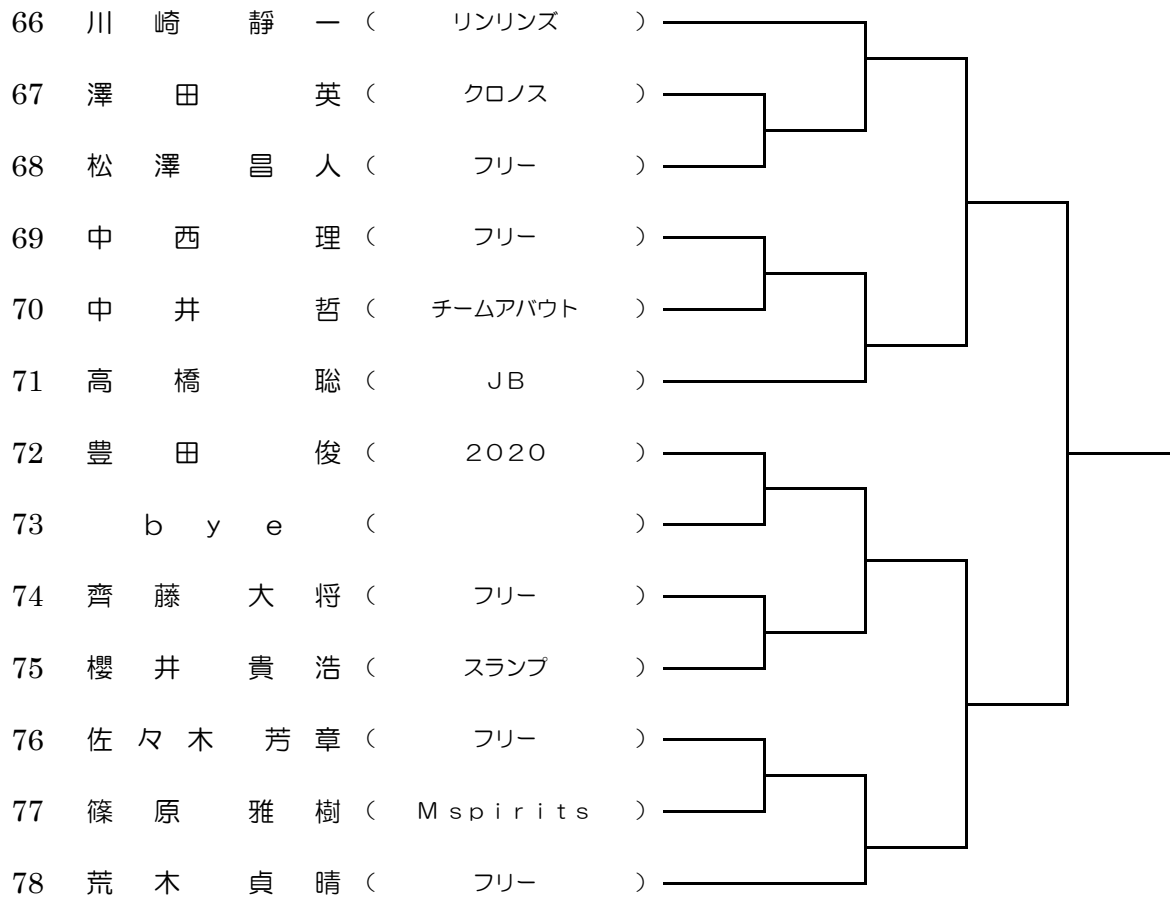 66 川崎 靜一 ( リンリンズ )
67 澤田 英 ( クロノス )
68 松澤 昌人 ( フリー )
69 中西 理 ( フリー )
70 中井 哲 ( チームアバウト )
71 高橋 聡 ( JB )
72 豊田 俊 ( 2020 )
73 bye ( )
74 齊藤 大将 ( フリー )
75 櫻井 貴浩 ( スランプ )
76 佐々木 芳章 ( フリー )
77 篠原 雅樹 ( Mspirits )
78 荒木 貞晴 ( フリー )